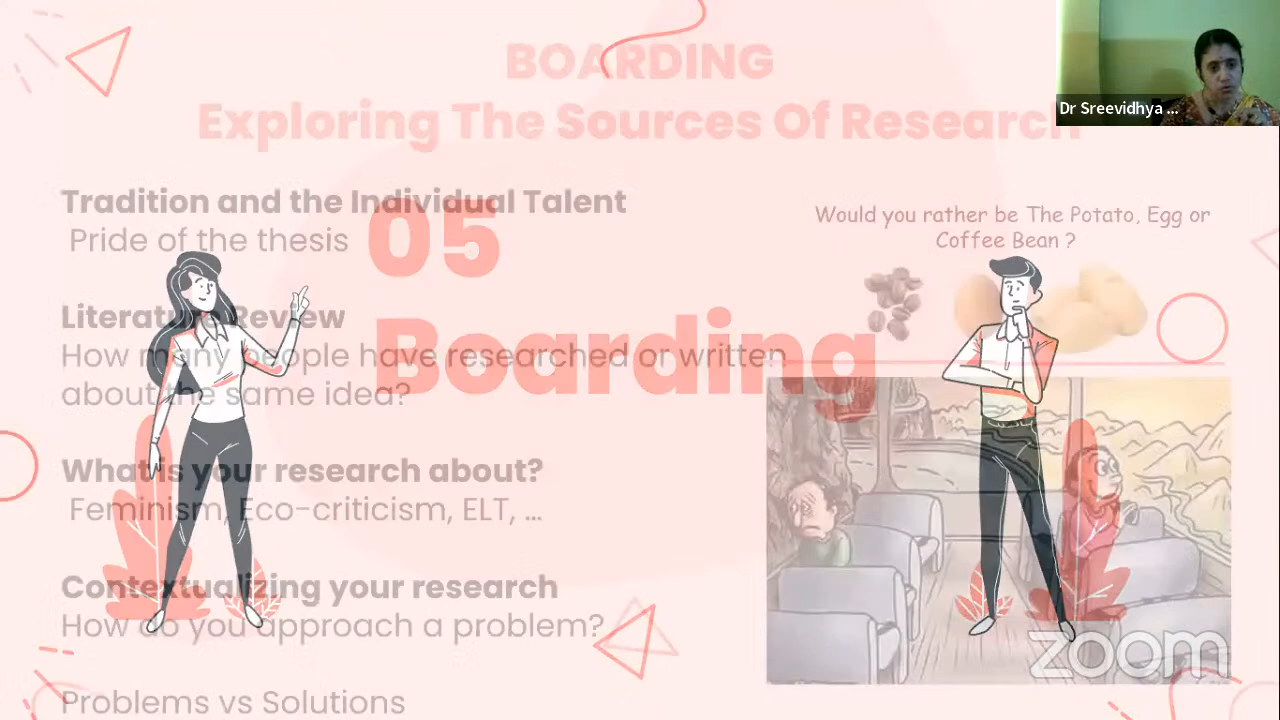 BOARDING
Exploring The Sources Of Research
Dr Sreevidhya ...
Tradition and the Individual Talent
Pride of the thesis
05
Boarding
Would you rather be The Potato, Egg or
Coffee Bean ?
Literature Review
How many people have researched or written
about the same idea?
What is your research about?
Feminism, Eco-criticism, ELT, ...
Contextualizing your research
How do you approach a problem?
Problems vs Solutions
zoom